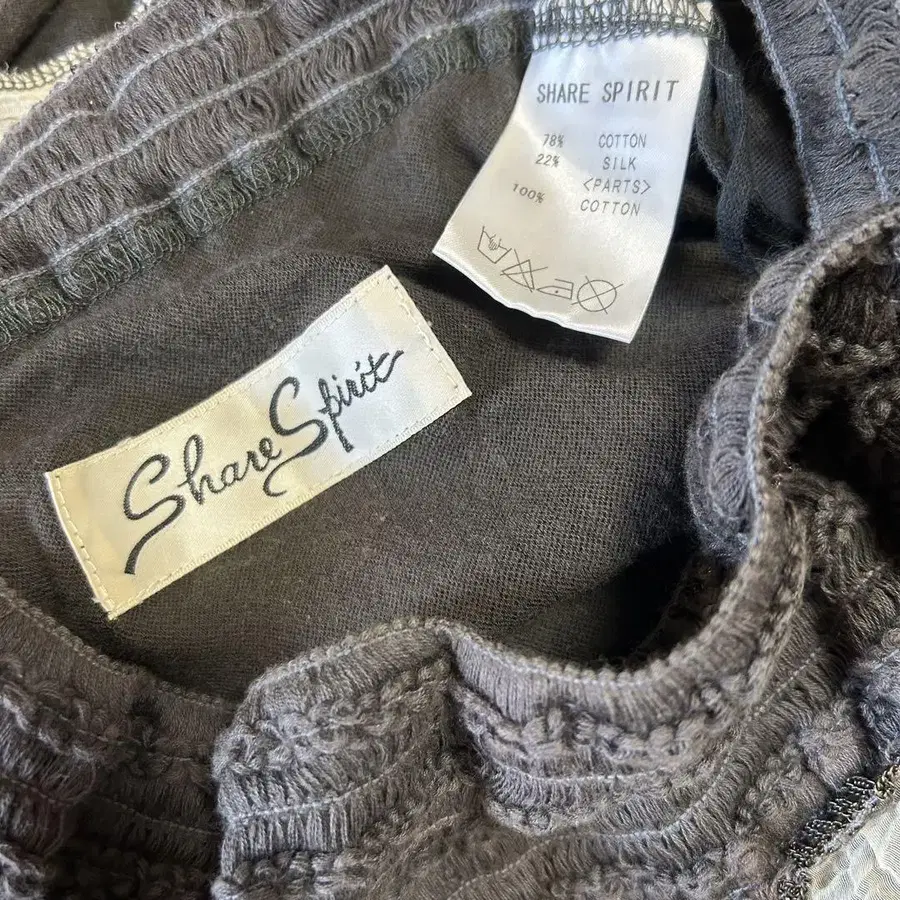 SHARE SPIRIT
78% COTTON
22% SILK
<PARTS>
100% COTTON
Share Spirit